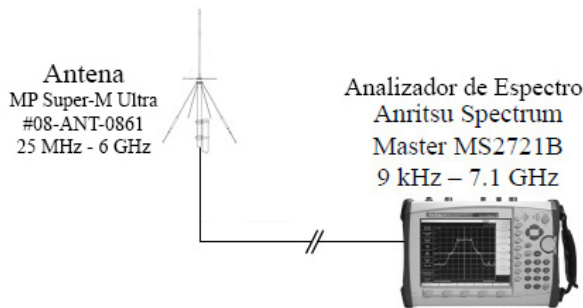 Antena
MP Super-M Ultra
#08-ANT-0861
25 MHz - 6 GHz
Analizador de Espectro
Anritsu Spectrum
Master MS2721B
9 kHz – 7.1 GHz